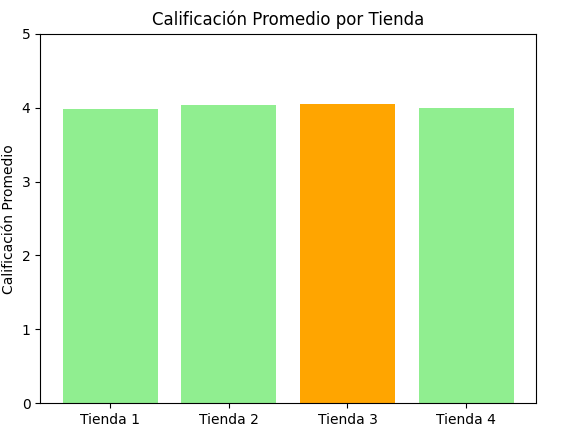 Calificación Promedio por Tienda
Calificación Promedio
5
4
3
2
1
0
Tienda 1 Tienda 2 Tienda 3 Tienda 4